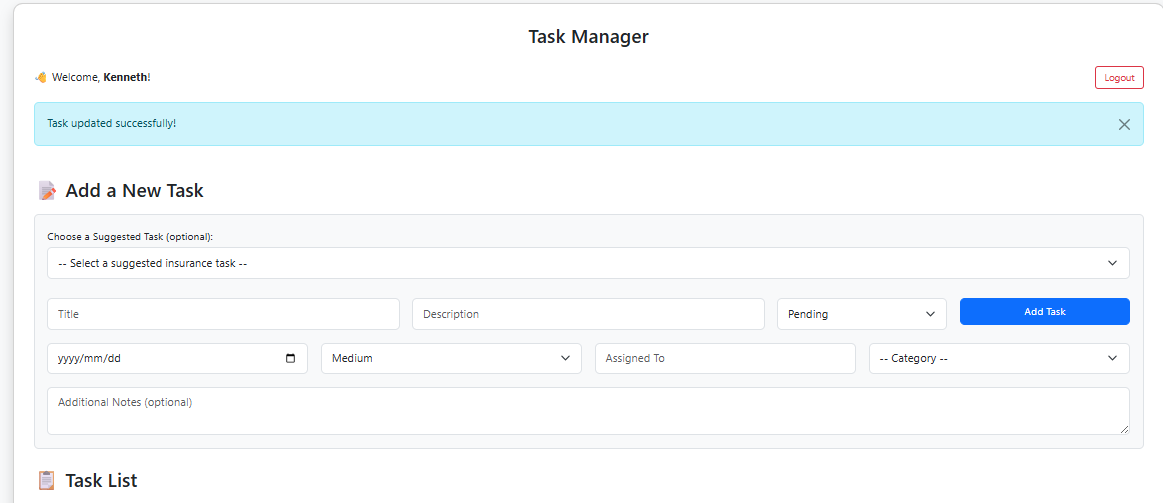 Task Manager
👋 Welcome, Kenneth!
Logout
Task updated successfully!
📝 Add a New Task
Choose a Suggested Task (optional):
-- Select a suggested insurance task --
Title
Description
Pending
Add Task
yyyy/mm/dd
Medium
Assigned To
-- Category --
Additional Notes (optional)
📋 Task List